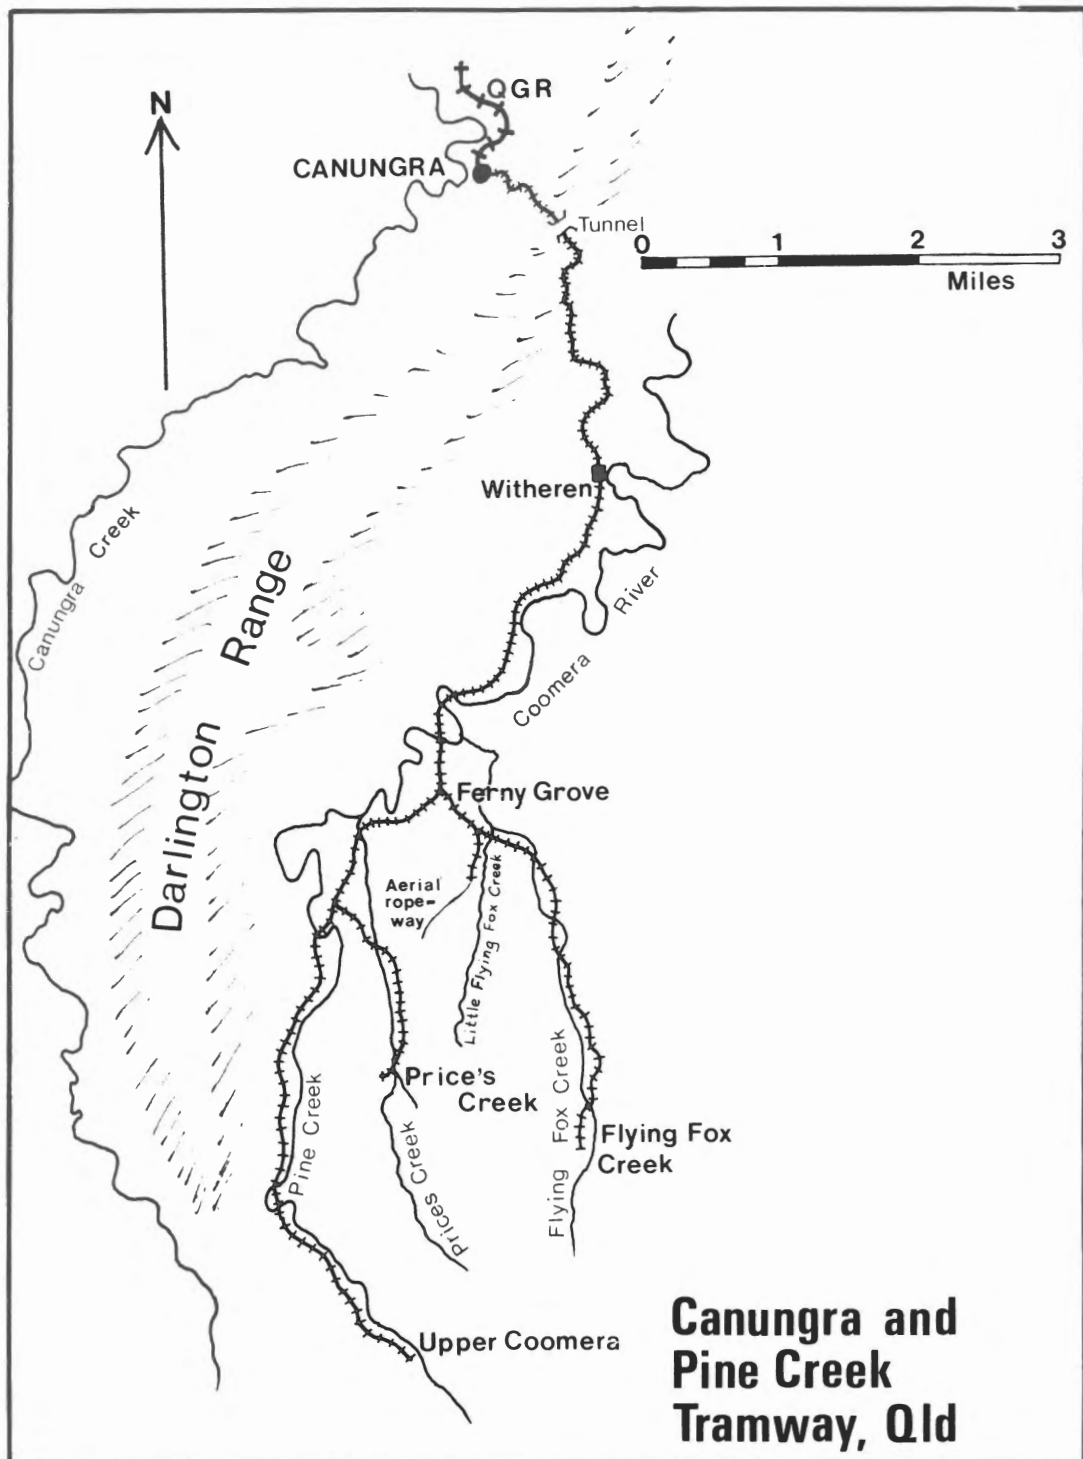 N
QGR
CANUNGRA
Tunnel
0 1 2 3
Miles
Witheren
Canungra Creek
Darlington Range
Coomera River
Ferny Grove
Aerial
rope-
way
Little Flying Fox Creek
Price's
Creek
Pine Creek
Prices Creek
Flying Fox Creek
Flying Fox
Creek
Upper Coomera
Canungra and
Pine Creek
Tramway, Qld